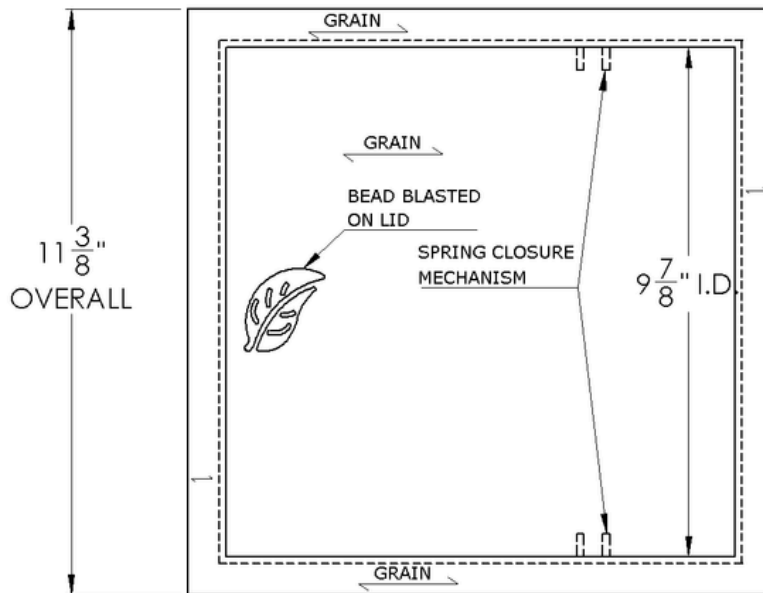 GRAIN
GRAIN
BEAD BLASTED
ON LID
SPRING CLOSURE
MECHANISM
11 3/8"
OVERALL
9 7/8" I.D.
GRAIN